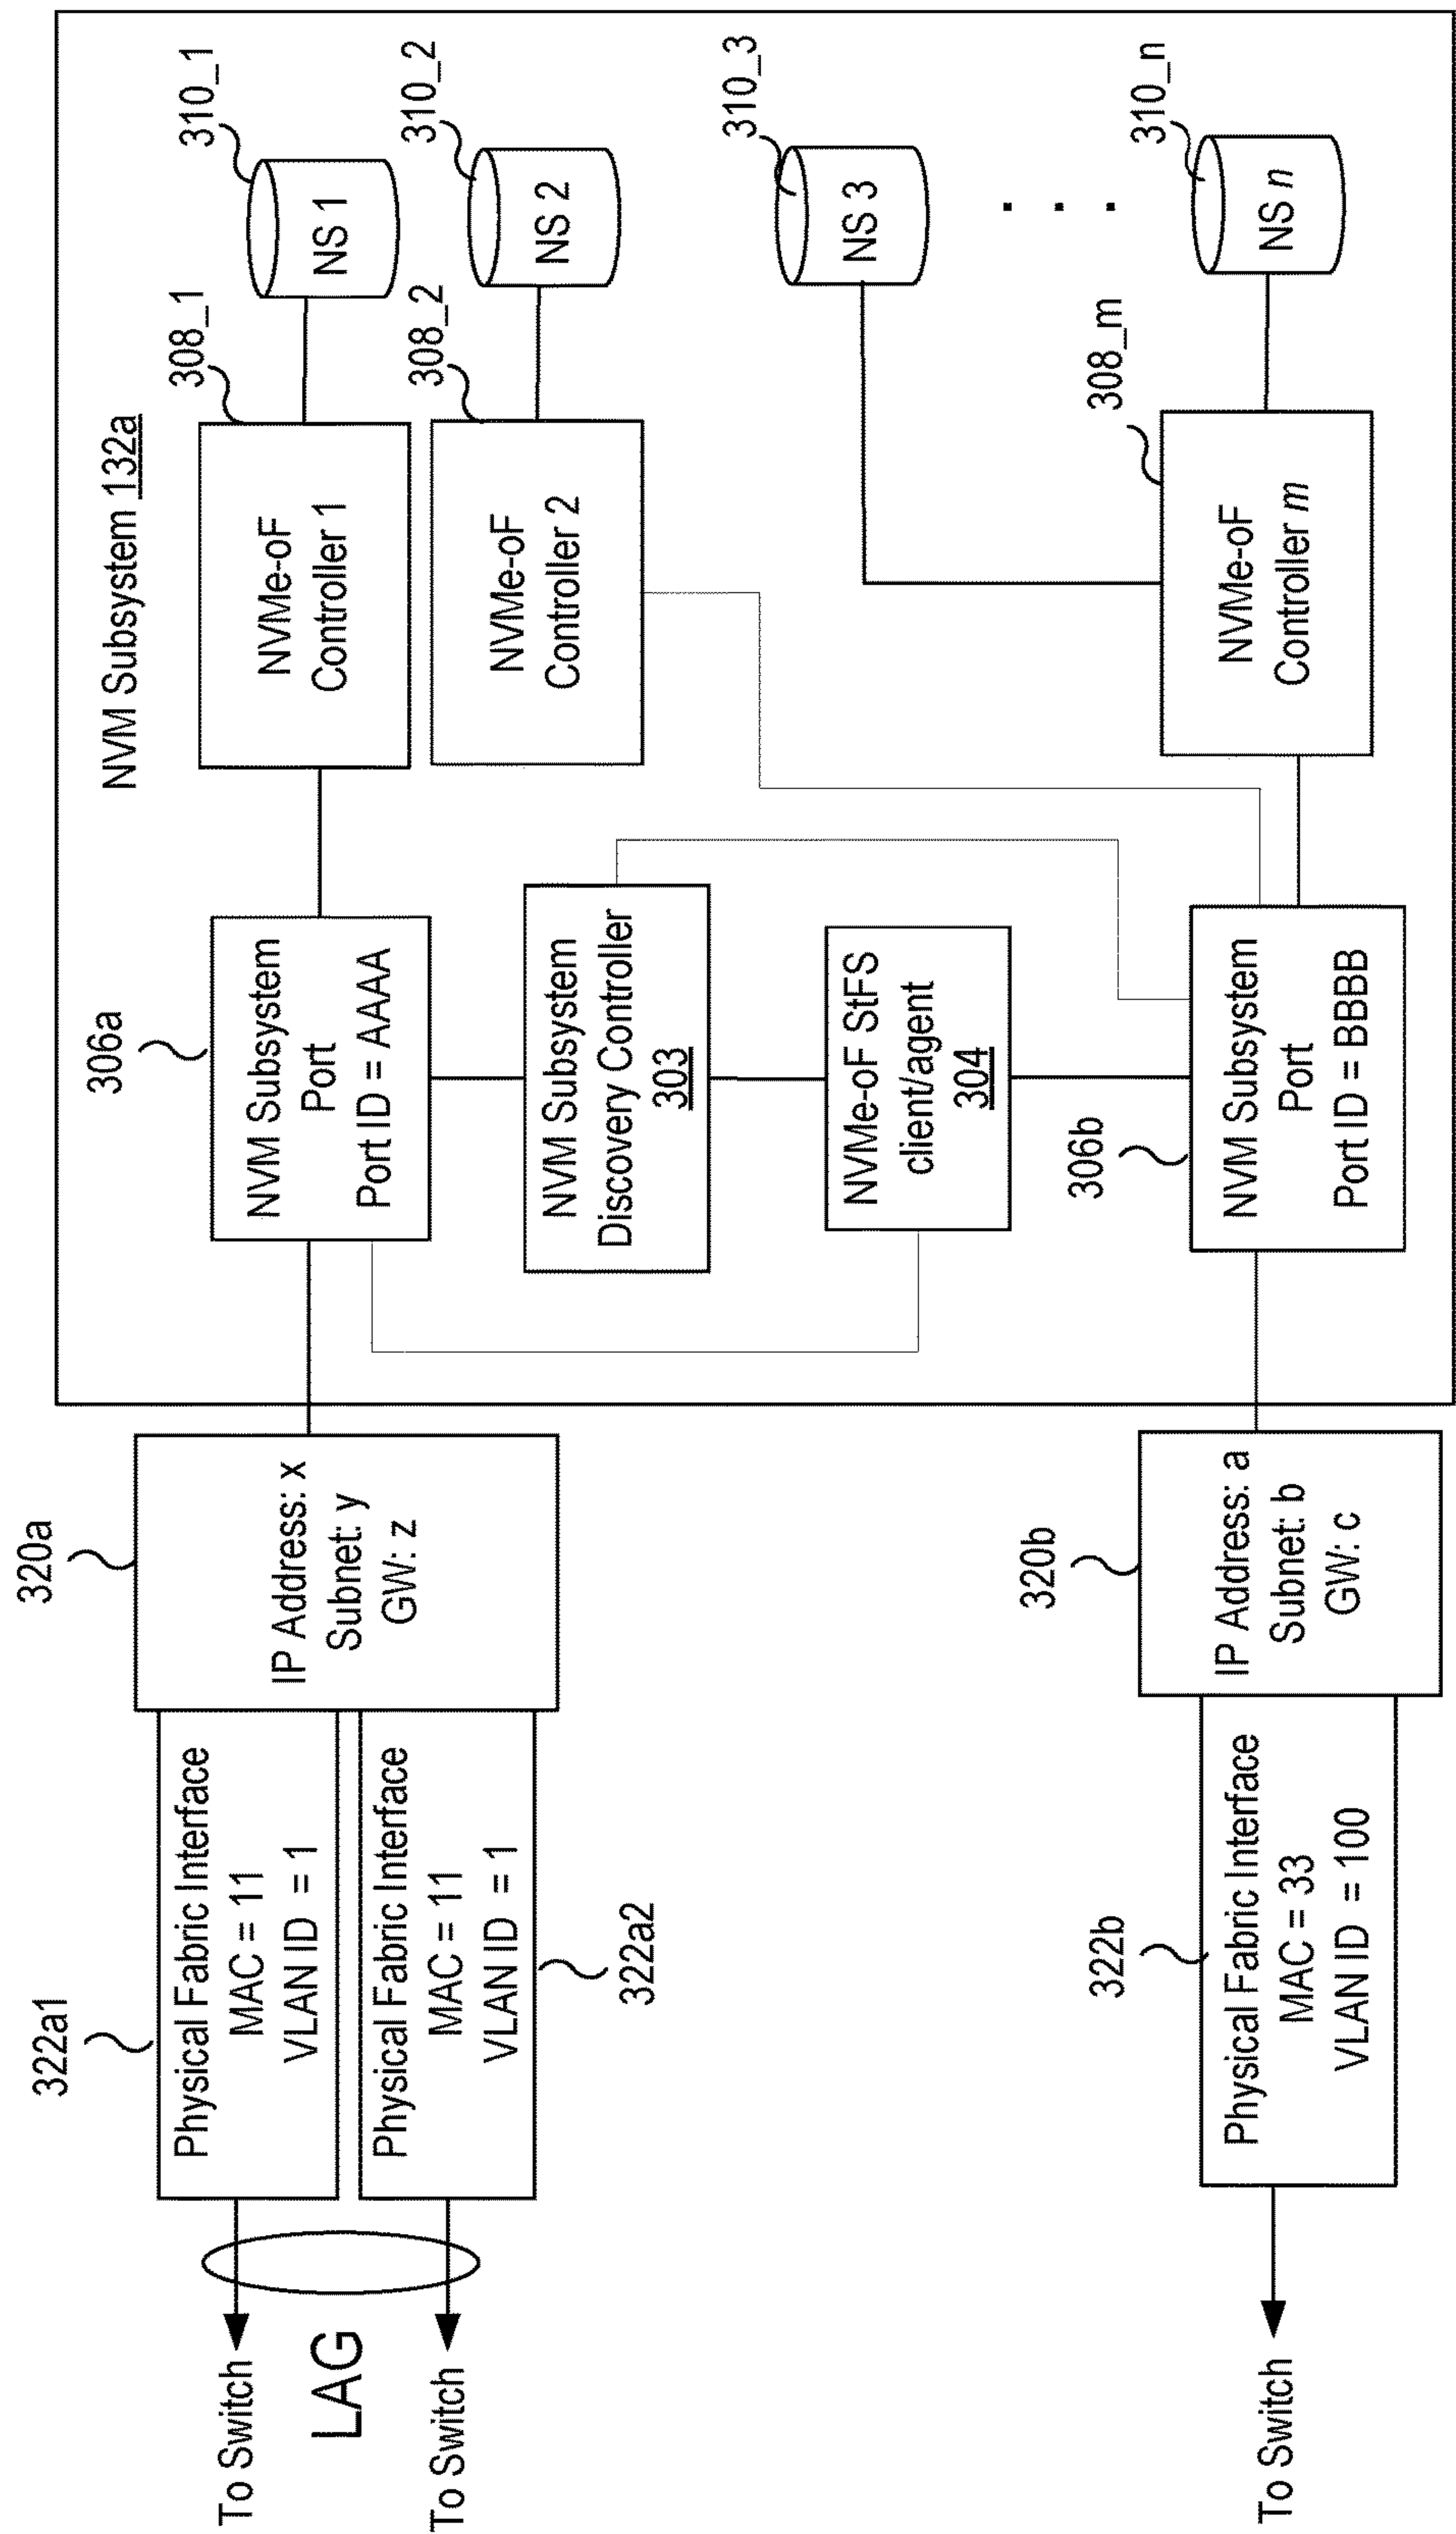 NVM Subsystem 132a
322a1
Physical Fabric Interface
MAC = 11
VLAN ID = 1
Physical Fabric Interface
MAC = 11
VLAN ID = 1
322a2
To Switch
LAG
To Switch
320a
IP Address: x
Subnet: y
GW: z
306a
NVM Subsystem
Port
Port ID = AAAA
308_1
NVMe-oF
Controller 1
310_1
NS 1
308_2
NVMe-oF
Controller 2
310_2
NS 2
NVM Subsystem
Discovery Controller
303
NVMe-oF StFS
client/agent
304
310_3
NS 3
. . .
To Switch
322b
Physical Fabric Interface
MAC = 33
VLAN ID = 100
320b
IP Address: a
Subnet: b
GW: c
306b
NVM Subsystem
Port
Port ID = BBBB
308_m
NVMe-oF
Controller m
310_n
NS n